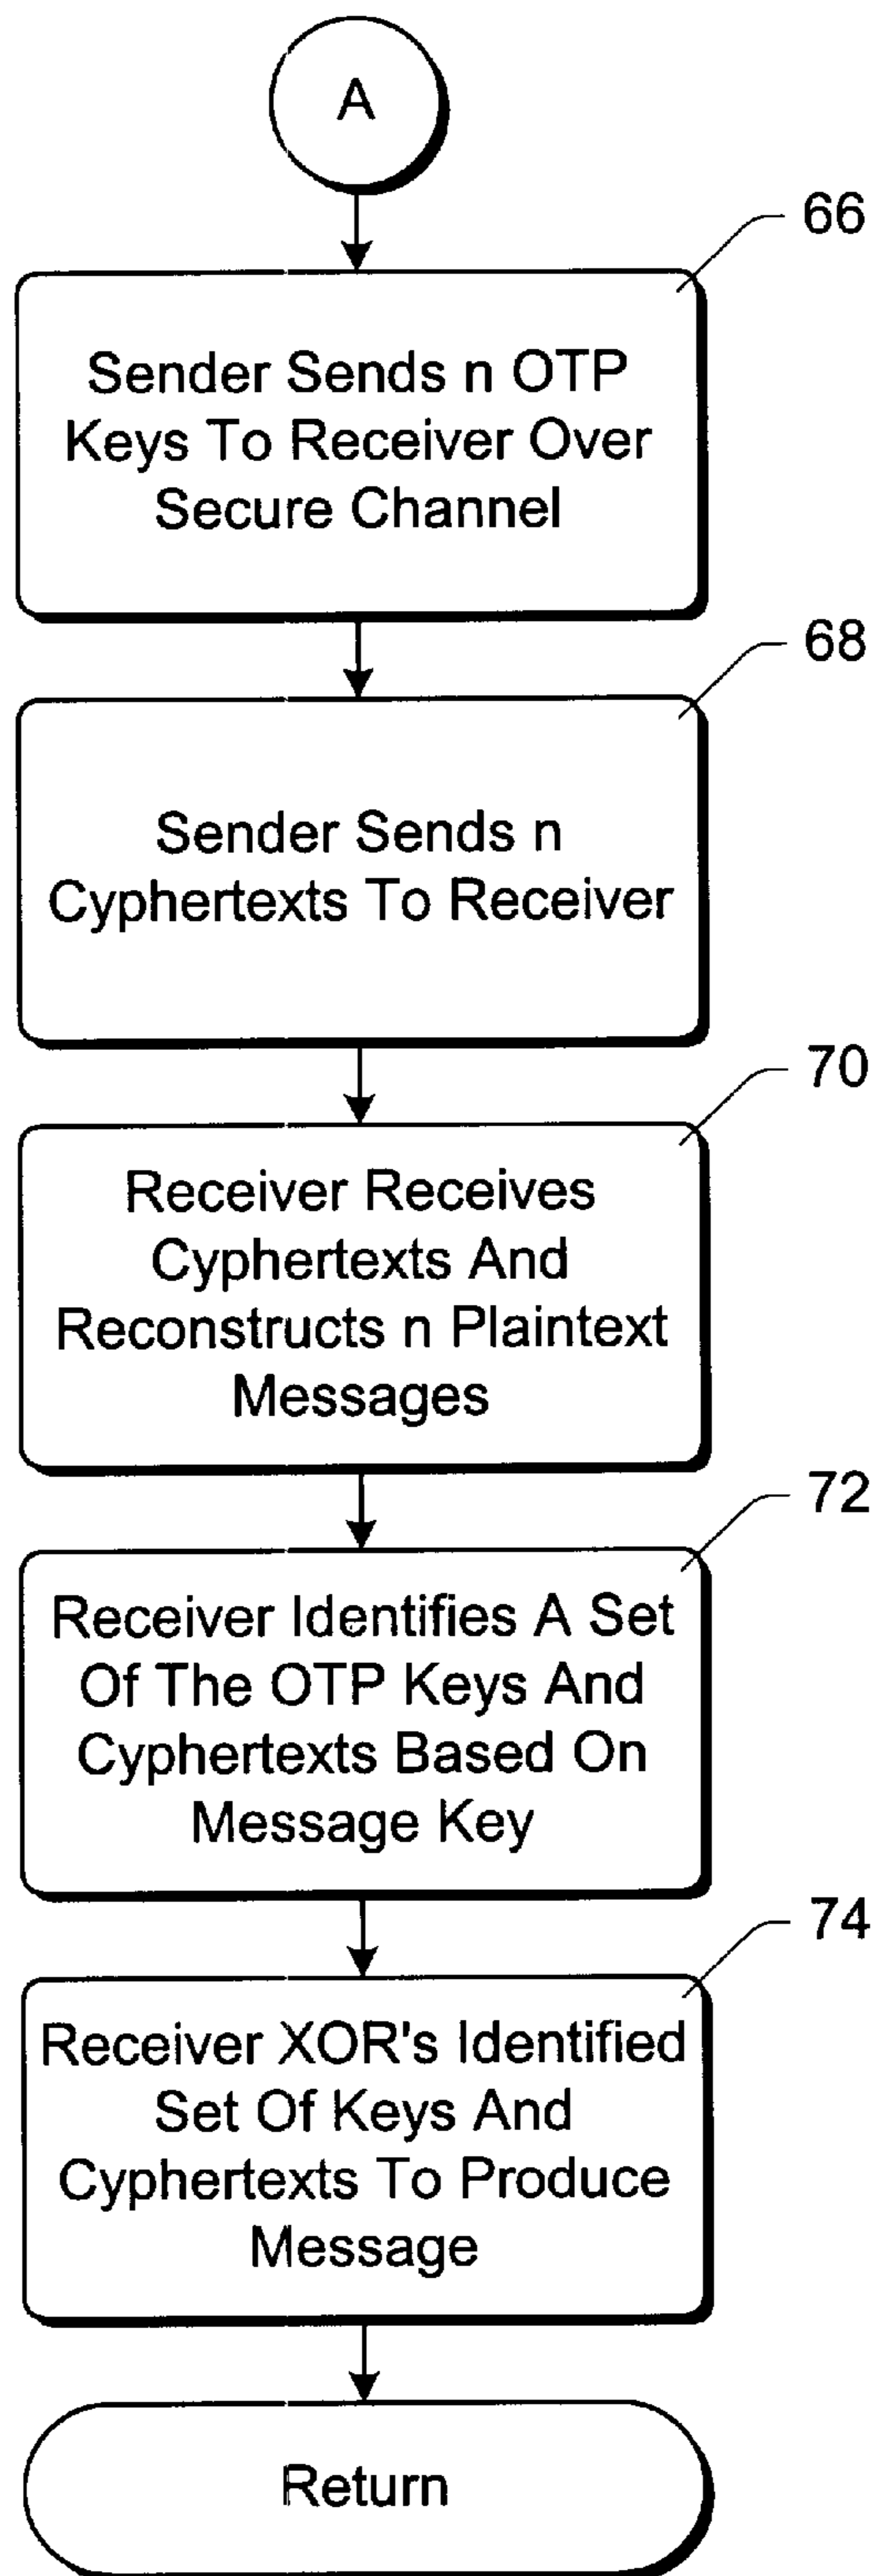 A
66
Sender Sends n OTP
Keys To Receiver Over
Secure Channel
68
Sender Sends n
Cyphertexts To Receiver
70
Receiver Receives
Cyphertexts And
Reconstructs n Plaintext
Messages
72
Receiver Identifies A Set
Of The OTP Keys And
Cyphertexts Based On
Message Key
74
Receiver XOR's Identified
Set Of Keys And
Cyphertexts To Produce
Message
Return